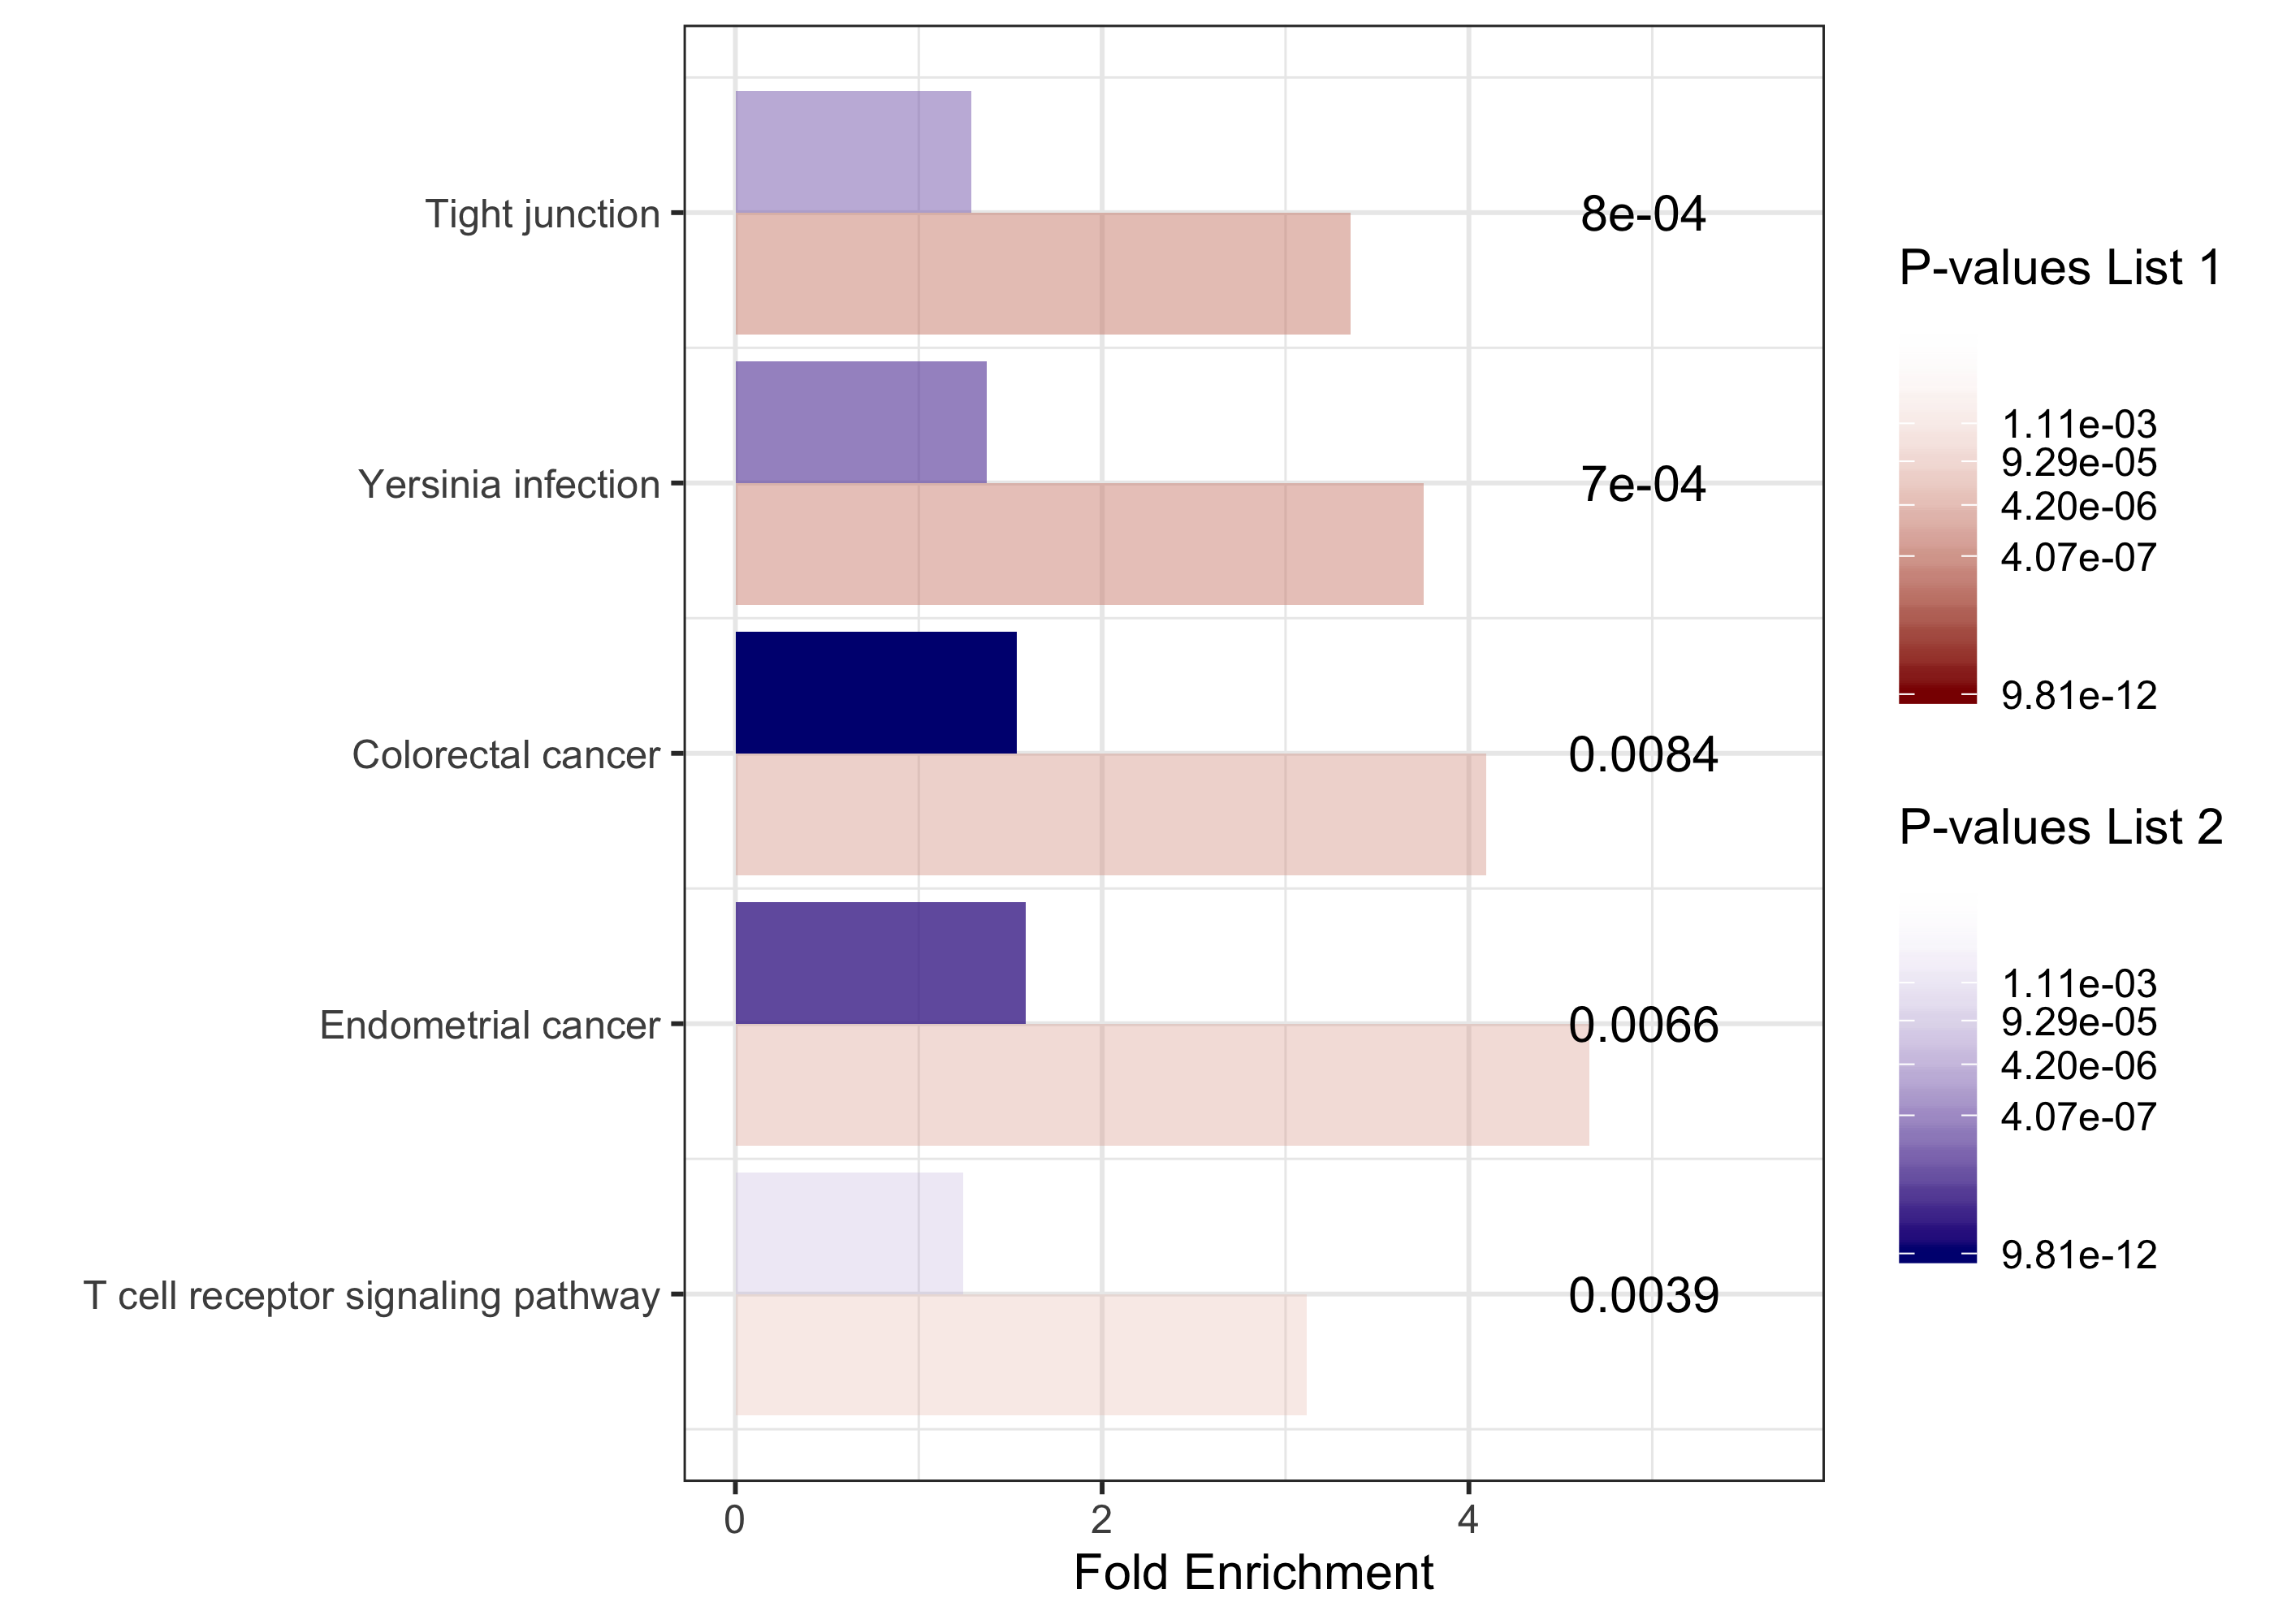 Tight junction
8e-04
Yersinia infection
7e-04
Colorectal cancer
0.0084
Endometrial cancer
0.0066
T cell receptor signaling pathway
0.0039
0
2
4
Fold Enrichment
P-values List 1
1.11e-03
9.29e-05
4.20e-06
4.07e-07
9.81e-12
P-values List 2
1.11e-03
9.29e-05
4.20e-06
4.07e-07
9.81e-12